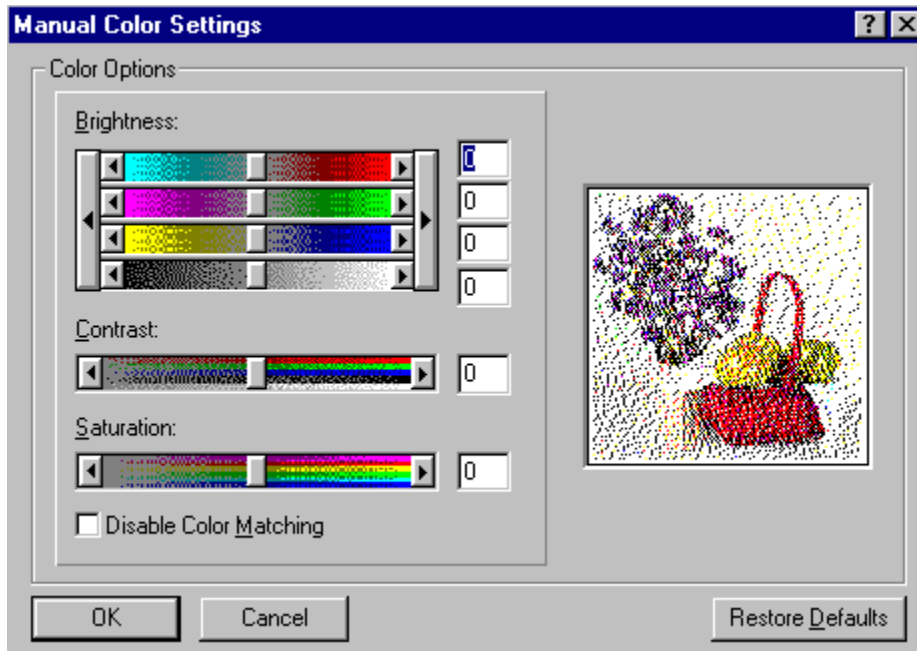 Manual Color Settings
Color Options
Brightness:
0
0
0
0
Contrast:
0
Saturation:
0
Disable Color Matching
OK
Cancel
Restore Defaults